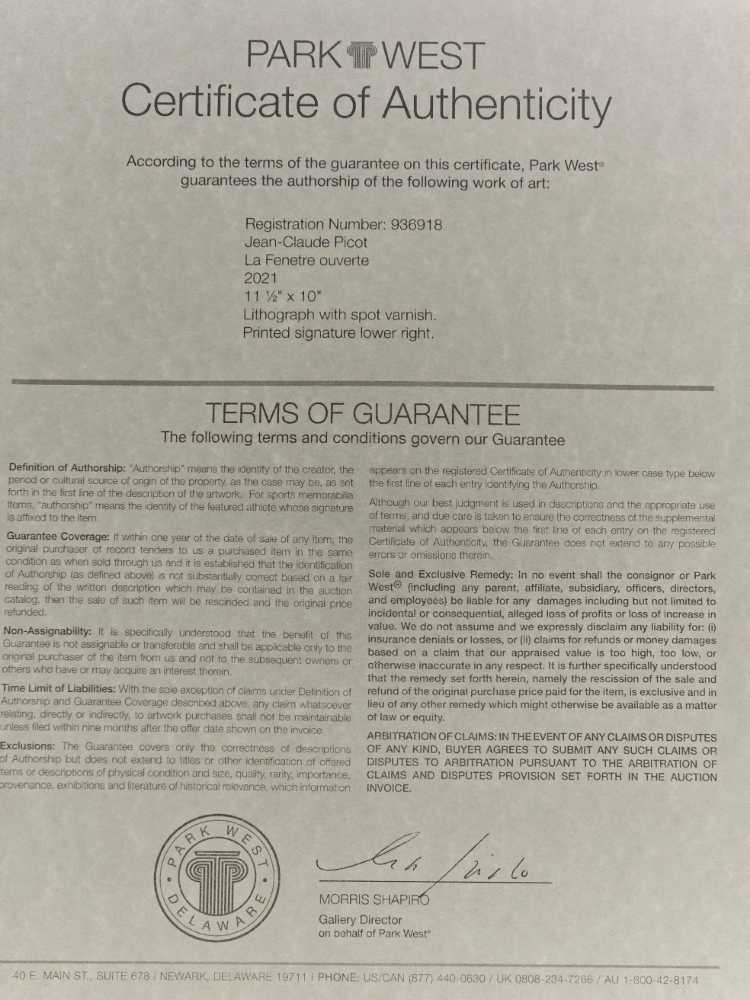 PARK WEST
Certificate of Authenticity
According to the terms of the guarantee on this certificate, Park West®
guarantees the authorship of the following work of art:
Registration Number: 936918
Jean-Claude Picot
La Fenetre ouverte
2021
11 ½" x 10"
Lithograph with spot varnish.
Printed signature lower right.
TERMS OF GUARANTEE
The following terms and conditions govern our Guarantee
Definition of Authorship: "Authorship" means the identity of the creator, the
period or cultural source of origin of the property, as the case may be, as set
forth in the first line of the description of the artwork. For sports memorabilia
items, "authorship" means the identity of the featured athlete whose signature
is affixed to the item.
Guarantee Coverage: If within one year of the date of sale of any item, the
original purchaser of record tenders to us a purchased item in the same
condition as when sold through us and it is established that the identification
of Authorship (as defined above) is not substantially correct based on a fair
reading of the written description which may be contained in the auction
catalog, then the sale of such item will be rescinded and the original price
refunded.
Non-Assignability: It is specifically understood that the benefit of this
Guarantee is not assignable or transferable and shall be applicable only to the
original purchaser of the item from us and not to the subsequent owners or
others who have or may acquire an interest therein.
Time Limit of Liabilities: With the sole exception of claims under Definition of
Authorship and Guarantee Coverage described above, any claim whatsoever
relating, directly or indirectly, to artwork purchases shall not be maintainable
unless filed within nine months after the offer date shown on the invoice.
Exclusions: The Guarantee covers only the correctness of descriptions
of Authorship but does not extend to titles or other identification of offered
items or descriptions of physical condition and size, quality, rarity, importance,
provenance, exhibitions and literature of historical relevance, which information
appears on the registered Certificate of Authenticity in lower case type below
the first line of each entry identifying the Authorship.
Although our best judgment is used in descriptions and the appropriate use
of terms, and due care is taken to ensure the correctness of the supplemental
material which appears below the first line of each entry on the registered
Certificate of Authenticity, the Guarantee does not extend to any possible
errors or omissions therein.
Sole and Exclusive Remedy: In no event shall the consignor or Park
West® (including any parent, affiliate, subsidiary, officers, directors,
and employees) be liable for any damages including but not limited to
incidental or consequential, alleged loss of profits or loss of increase in
value. We do not assume and we expressly disclaim any liability for: (i)
insurance denials or losses, or (ii) claims for refunds or money damages
based on a claim that our appraised value is too high, too low, or
otherwise inaccurate in any respect. It is further specifically understood
that the remedy set forth herein, namely the rescission of the sale and
refund of the original purchase price paid for the item, is exclusive and in
lieu of any other remedy which might otherwise be available as a matter
of law or equity.
ARBITRATION OF CLAIMS: IN THE EVENT OF ANY CLAIMS OR DISPUTES
OF ANY KIND, BUYER AGREES TO SUBMIT ANY SUCH CLAIMS OR
DISPUTES TO ARBITRATION PURSUANT TO THE ARBITRATION OF
CLAIMS AND DISPUTES PROVISION SET FORTH IN THE AUCTION
INVOICE.
PARK WEST
DELAWARE
MORRIS SHAPIRO
Gallery Director
on behalf of Park West®
40 E. MAIN ST., SUITE 678 / NEWARK, DELAWARE 19711 / PHONE: US/CAN (877) 440-0630 / UK 0808-234-7266 / AU 1-800-42-8174